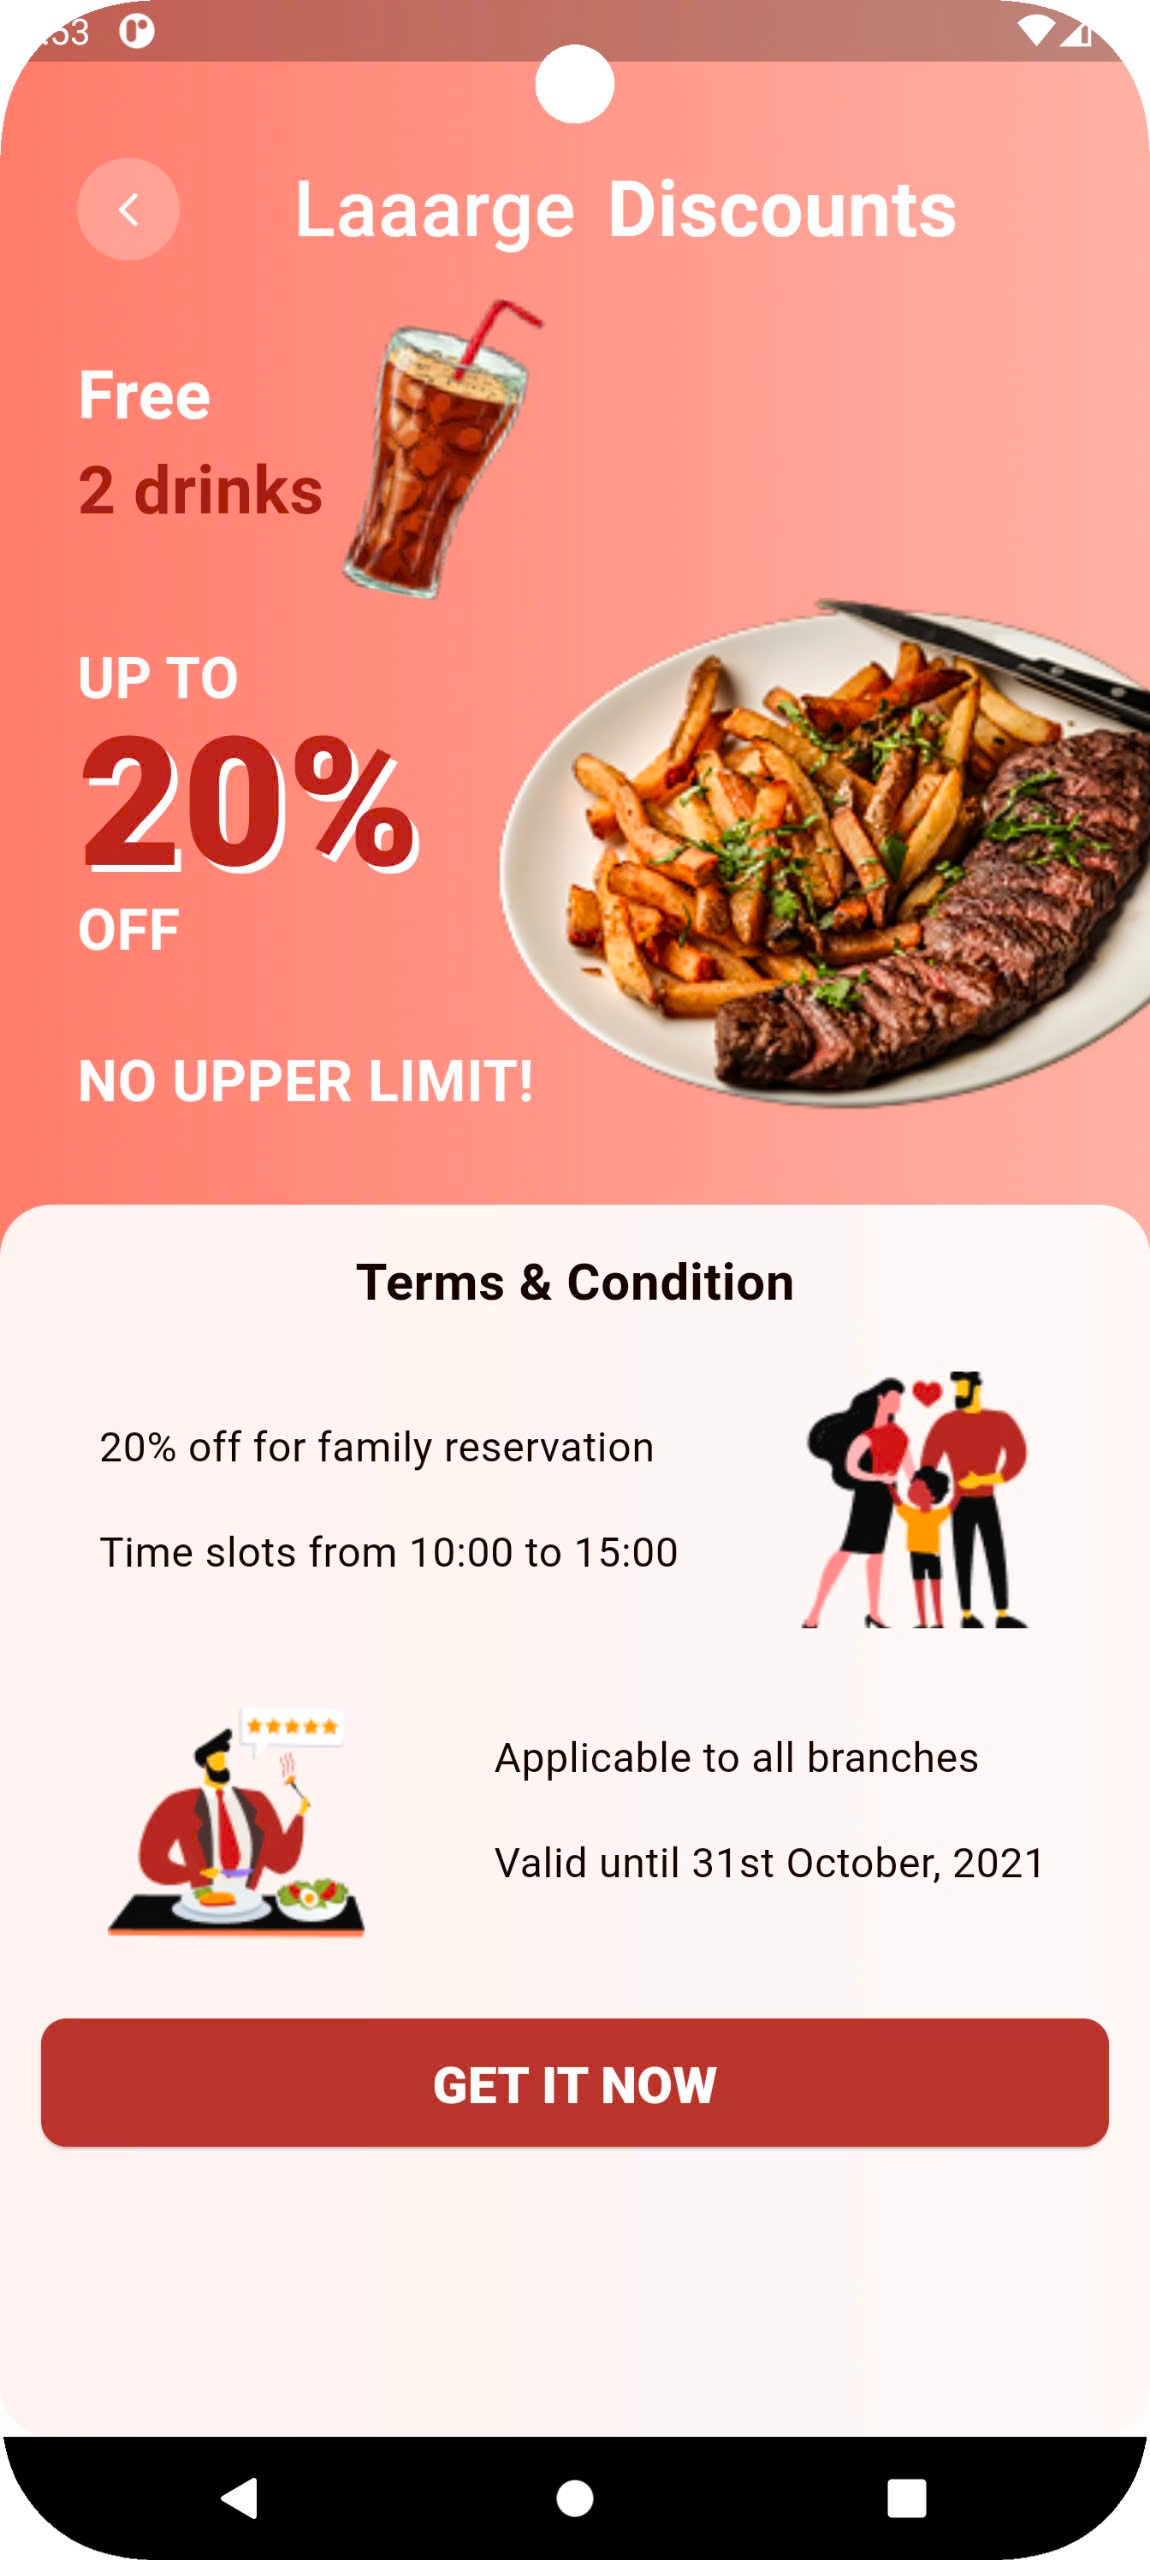 :53
Laaarge Discounts
Free
2 drinks
UP TO
20%
OFF
NO UPPER LIMIT!
Terms & Condition
20% off for family reservation
Time slots from 10:00 to 15:00
Applicable to all branches
Valid until 31st October, 2021
GET IT NOW